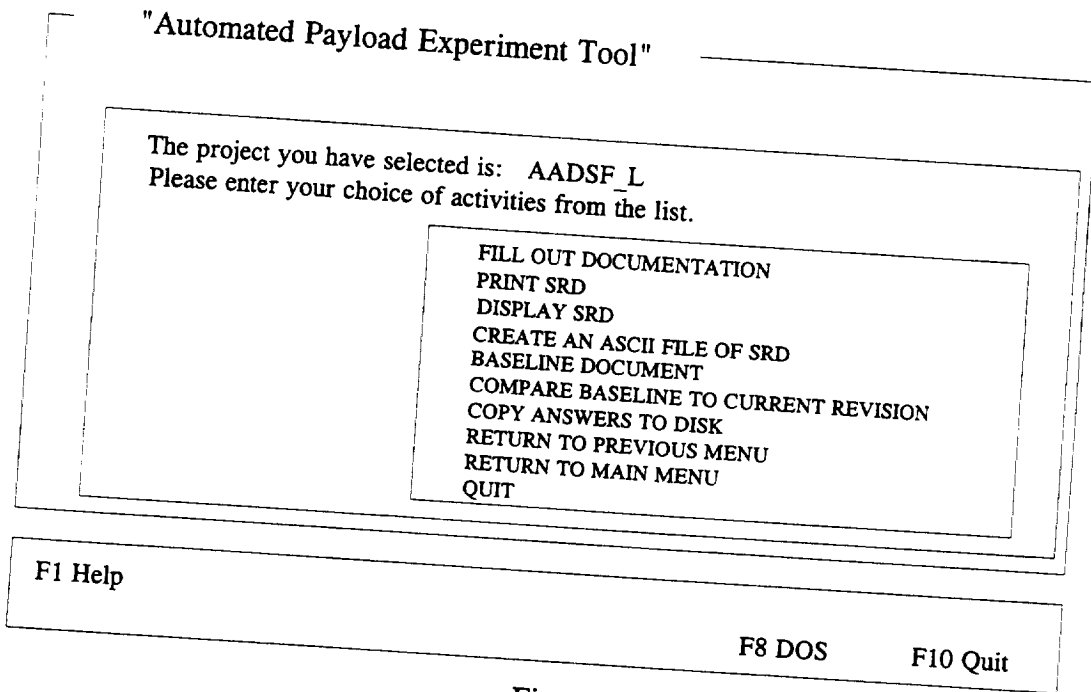 "Automated Payload Experiment Tool"
The project you have selected is: AADSF_L
Please enter your choice of activities from the list.
FILL OUT DOCUMENTATION
PRINT SRD
DISPLAY SRD
CREATE AN ASCII FILE OF SRD
BASELINE DOCUMENT
COMPARE BASELINE TO CURRENT REVISION
COPY ANSWERS TO DISK
RETURN TO PREVIOUS MENU
RETURN TO MAIN MENU
QUIT
F1 Help
F8 DOS F10 Quit